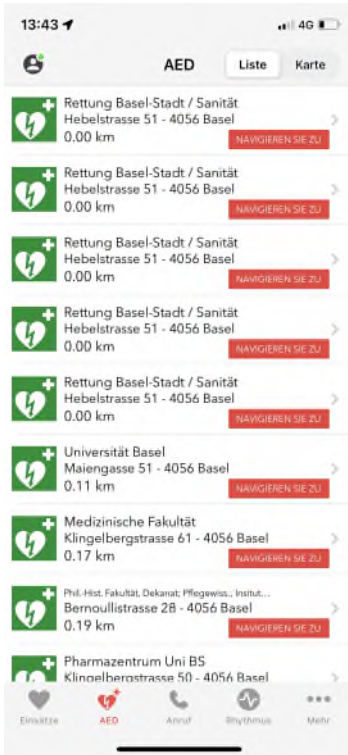 13:43
4G
AED
Liste
Karte
Rettung Basel-Stadt / Sanität
Hebelstrasse 51 - 4056 Basel
0.00 km
NAVIGIEREN SIE ZU
Rettung Basel-Stadt / Sanität
Hebelstrasse 51 - 4056 Basel
0.00 km
NAVIGIEREN SIE ZU
Rettung Basel-Stadt / Sanität
Hebelstrasse 51 - 4056 Basel
0.00 km
NAVIGIEREN SIE ZU
Rettung Basel-Stadt / Sanität
Hebelstrasse 51 - 4056 Basel
0.00 km
NAVIGIEREN SIE ZU
Rettung Basel-Stadt / Sanität
Hebelstrasse 51 - 4056 Basel
0.00 km
NAVIGIEREN SIE ZU
Universität Basel
Maiengasse 51 - 4056 Basel
0.11 km
NAVIGIEREN SIE ZU
Medizinische Fakultät
Klingelbergstrasse 61 - 4056 Basel
0.17 km
NAVIGIEREN SIE ZU
Phil.-Hist. Fakultät, Dekanat; Pflegewiss., Insitut...
Bernoullistrasse 28 - 4056 Basel
0.19 km
NAVIGIEREN SIE ZU
Pharmazentrum Uni BS
Klingelbergstrasse 50 - 4056 Basel
Einsätze
AED
Anruf
Rhythmus
Mehr